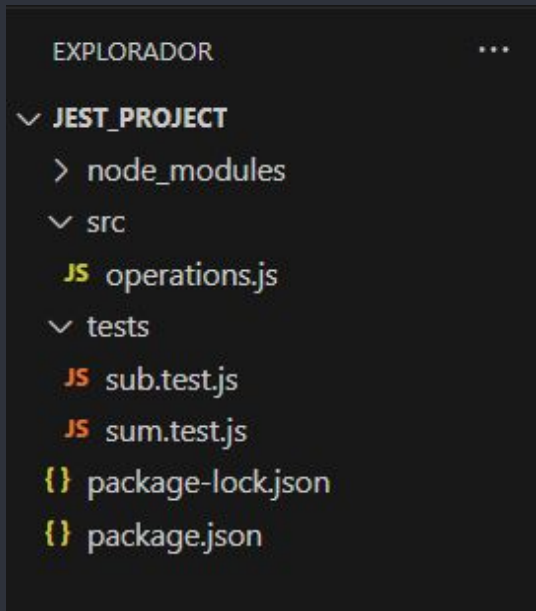 EXPLORADOR ...
JEST_PROJECT
node_modules
src
JS operations.js
tests
JS sub.test.js
JS sum.test.js
{} package-lock.json
{} package.json